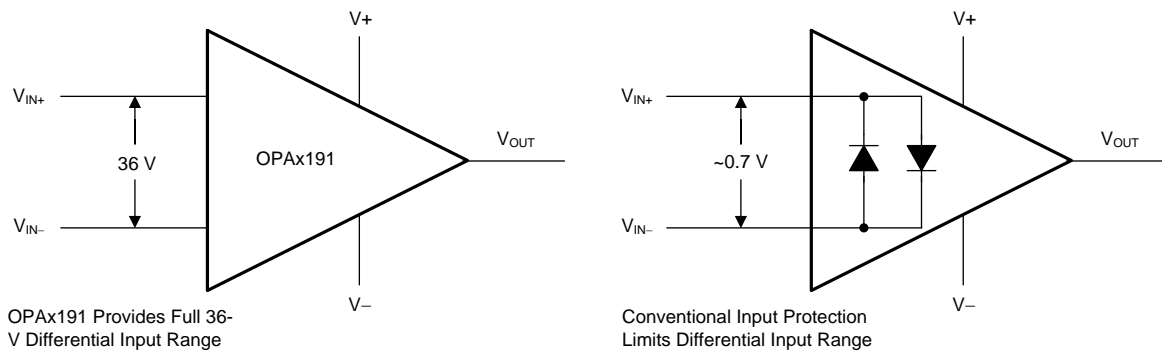 V+
VIN+
36 V
OPAx191
VOUT
VIN−
V−
OPAx191 Provides Full 36-
V Differential Input Range
V+
VIN+
~0.7 V
VOUT
VIN−
V−
Conventional Input Protection
Limits Differential Input Range